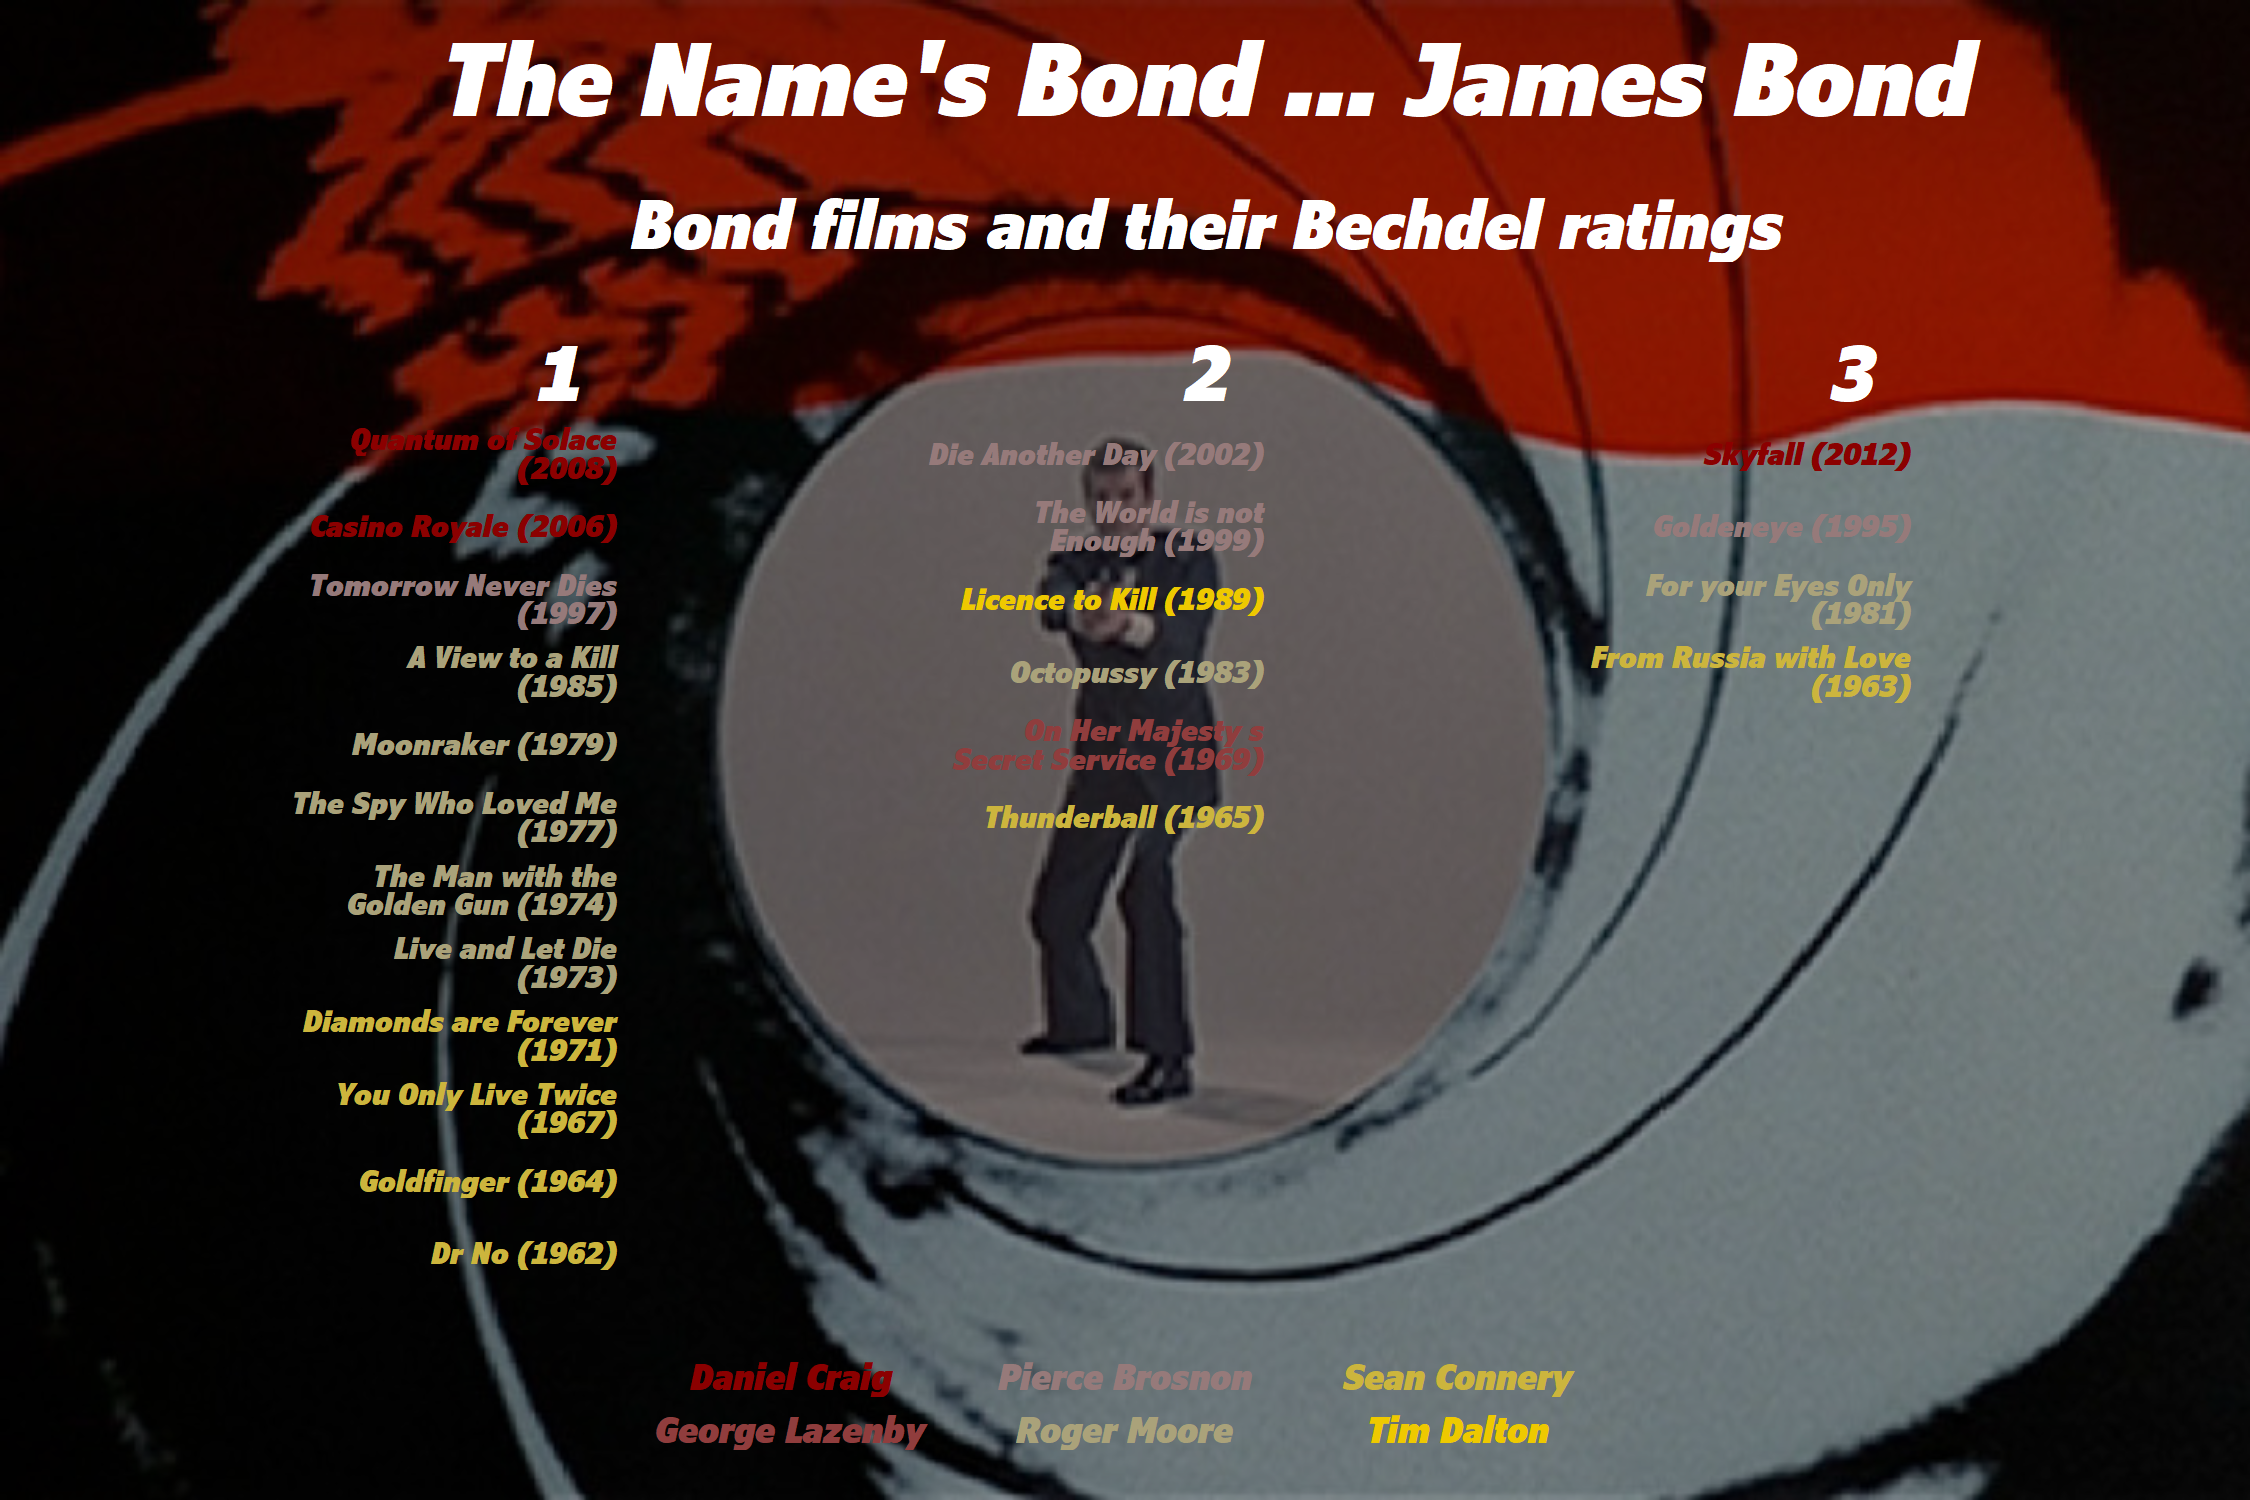 The Name's Bond ... James Bond
Bond films and their Bechdel ratings
1
Quantum of Solace
(2008)
Casino Royale (2006)
Tomorrow Never Dies
(1997)
A View to a Kill
(1985)
Moonraker (1979)
The Spy Who Loved Me
(1977)
The Man with the
Golden Gun (1974)
Live and Let Die
(1973)
Diamonds are Forever
(1971)
You Only Live Twice
(1967)
Goldfinger (1964)
Dr No (1962)
2
Die Another Day (2002)
The World is not
Enough (1999)
Licence to Kill (1989)
Octopussy (1983)
On Her Majesty s
Secret Service (1969)
Thunderball (1965)
3
Skyfall (2012)
Goldeneye (1995)
For your Eyes Only
(1981)
From Russia with Love
(1963)
Daniel Craig
Pierce Brosnon
Sean Connery
George Lazenby
Roger Moore
Tim Dalton